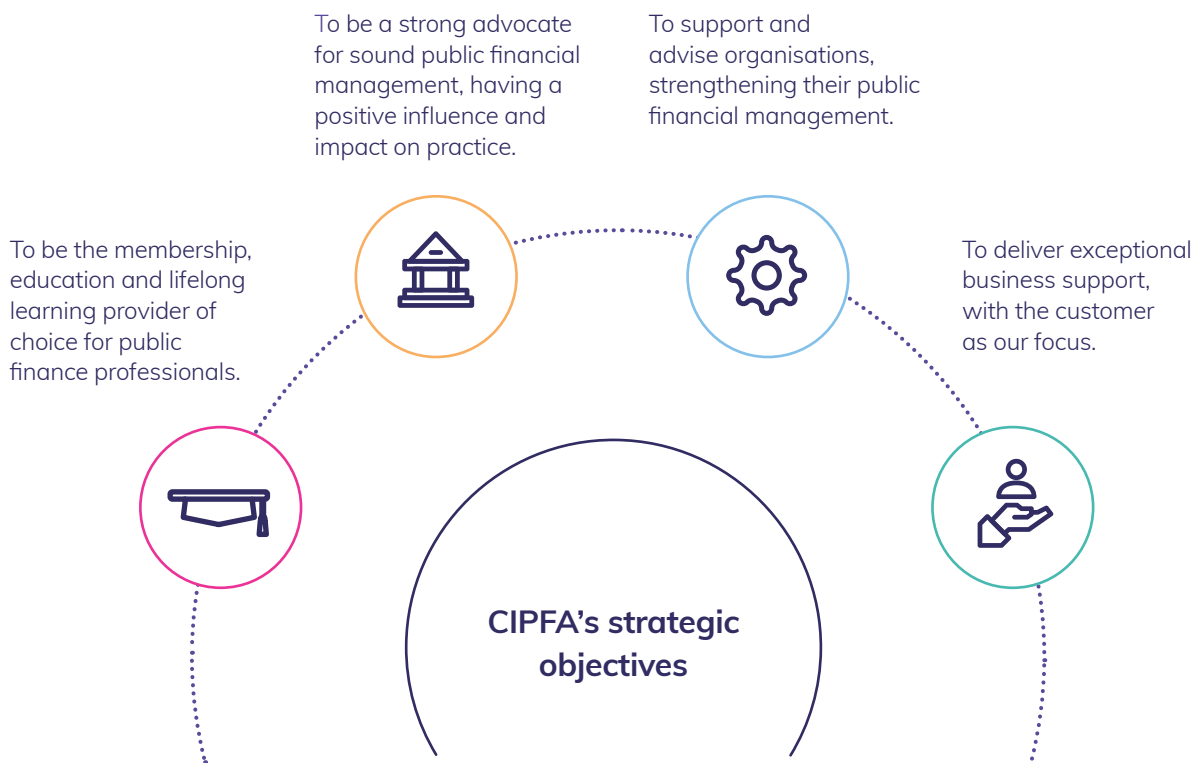 To be a strong advocate
for sound public financial
management, having a
positive influence and
impact on practice.
To support and
advise organisations,
strengthening their public
financial management.
To be the membership,
education and lifelong
learning provider of
choice for public
finance professionals.
To deliver exceptional
business support,
with the customer
as our focus.
CIPFA’s strategic
objectives